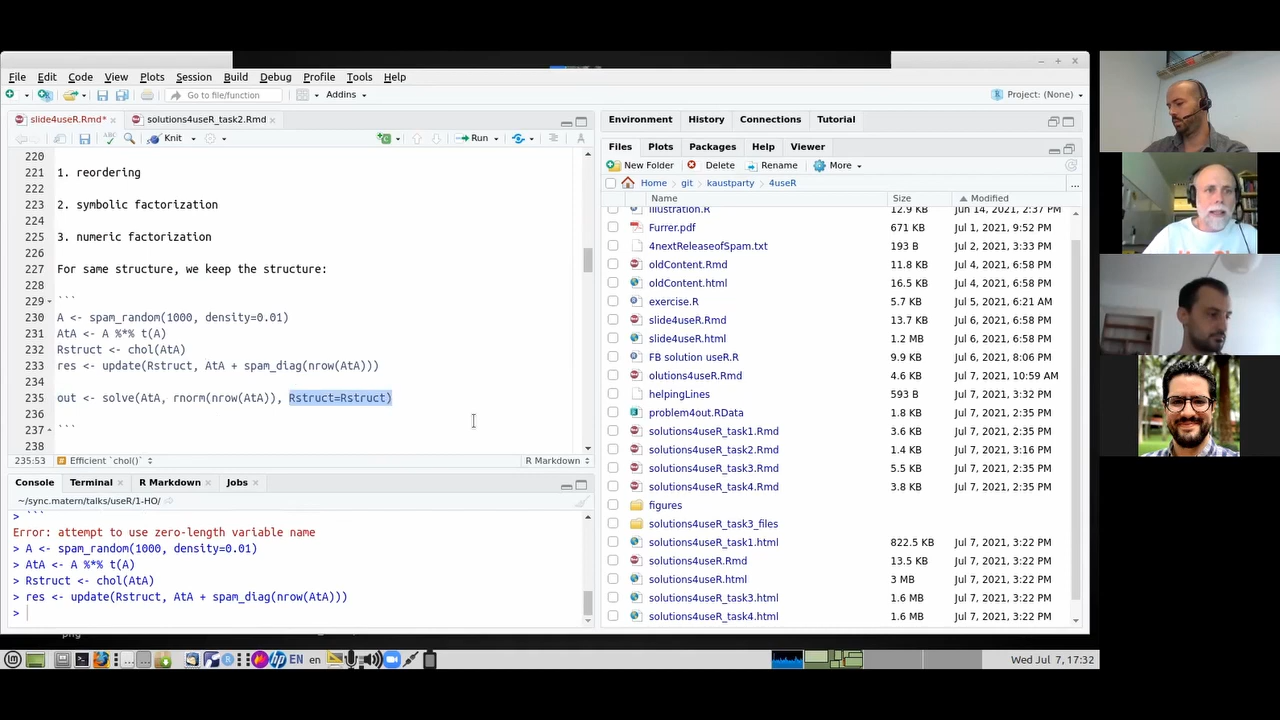 File Edit Code View Plots Session Build Debug Profile Tools Help
Go to file/function Addins Project: (None)
slide4useR.Rmd* × solutions4useR_task2.Rmd ×
Knit Run
220
221 1. reordering
222
223 2. symbolic factorization
224
225 3. numeric factorization
226
227 For same structure, we keep the structure:
228
229 ```
230 A <- spam_random(1000, density=0.01)
231 AtA <- A %*% t(A)
232 Rstruct <- chol(AtA)
233 res <- update(Rstruct, AtA + spam_diag(nrow(AtA)))
234
235 out <- solve(AtA, rnorm(nrow(AtA)), Rstruct=Rstruct)
236
237 ```
238
235:53 Efficient `chol()` R Markdown
Console Terminal × R Markdown × Jobs ×
~/sync.matern/talks/useR/1-HO/
> ```
Error: attempt to use zero-length variable name
> A <- spam_random(1000, density=0.01)
> AtA <- A %*% t(A)
> Rstruct <- chol(AtA)
> res <- update(Rstruct, AtA + spam_diag(nrow(AtA)))
>
Environment History Connections Tutorial
Files Plots Packages Help Viewer
New Folder Delete Rename More
Home git kaustparty 4useR ...
Name Size Modified
illustration.R 12.9 KB Jun 14, 2021, 2:37 PM
Furrer.pdf 671 KB Jul 1, 2021, 9:52 PM
4nextReleaseofSpam.txt 193 B Jul 2, 2021, 3:33 PM
oldContent.Rmd 11.8 KB Jul 4, 2021, 6:58 PM
oldContent.html 16.5 KB Jul 4, 2021, 6:58 PM
exercise.R 5.7 KB Jul 5, 2021, 6:21 AM
slide4useR.Rmd 13.7 KB Jul 6, 2021, 6:58 PM
slide4useR.html 1.2 MB Jul 6, 2021, 6:58 PM
FB solution useR.R 9.9 KB Jul 6, 2021, 8:06 PM
olutions4useR.Rmd 4.6 KB Jul 7, 2021, 10:59 AM
helpingLines 593 B Jul 7, 2021, 3:32 PM
problem4out.RData 1.8 KB Jul 7, 2021, 2:35 PM
solutions4useR_task1.Rmd 3.6 KB Jul 7, 2021, 2:35 PM
solutions4useR_task2.Rmd 1.4 KB Jul 7, 2021, 3:16 PM
solutions4useR_task3.Rmd 5.5 KB Jul 7, 2021, 2:35 PM
solutions4useR_task4.Rmd 3.8 KB Jul 7, 2021, 2:35 PM
figures
solutions4useR_task3_files
solutions4useR_task1.html 822.5 KB Jul 7, 2021, 3:22 PM
solutions4useR.Rmd 13.5 KB Jul 7, 2021, 3:22 PM
solutions4useR.html 3 MB Jul 7, 2021, 3:22 PM
solutions4useR_task3.html 1.6 MB Jul 7, 2021, 3:22 PM
solutions4useR_task4.html 1.6 MB Jul 7, 2021, 3:22 PM
EN en Wed Jul 7, 17:32